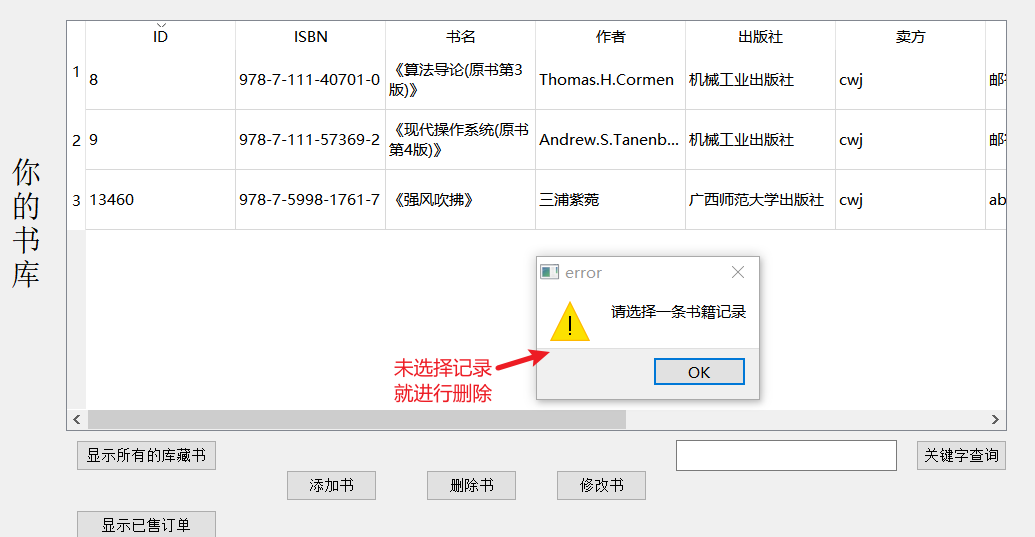 你的书库
ID ISBN 书名 作者 出版社 卖方
1 8 978-7-111-40701-0 《算法导论(原书第3
版)》 Thomas.H.Cormen 机械工业出版社 cwj
2 9 978-7-111-57369-2 《现代操作系统(原书
第4版)》 Andrew.S.Tanenb... 机械工业出版社 cwj
3 13460 978-7-5998-1761-7 《强风吹拂》 三浦紫菀 广西师范大学出版社 cwj ab
error
请选择一条书籍记录
OK
未选择记录
就进行删除
显示所有的库藏书 关键字查询
添加书 删除书 修改书
显示已售订单